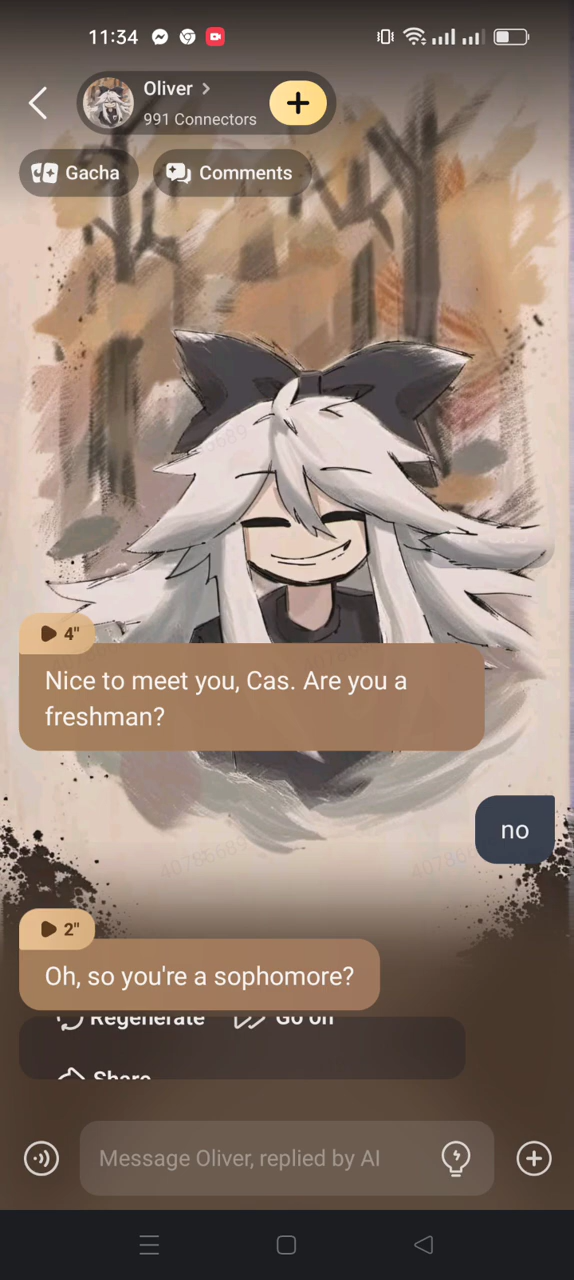 11:34
Oliver
991 Connectors
Gacha
Comments
4"
Nice to meet you, Cas. Are you a
freshman?
no
40786689
2"
Oh, so you're a sophomore?
Regenerate
Go on
Share
Message Oliver, replied by AI